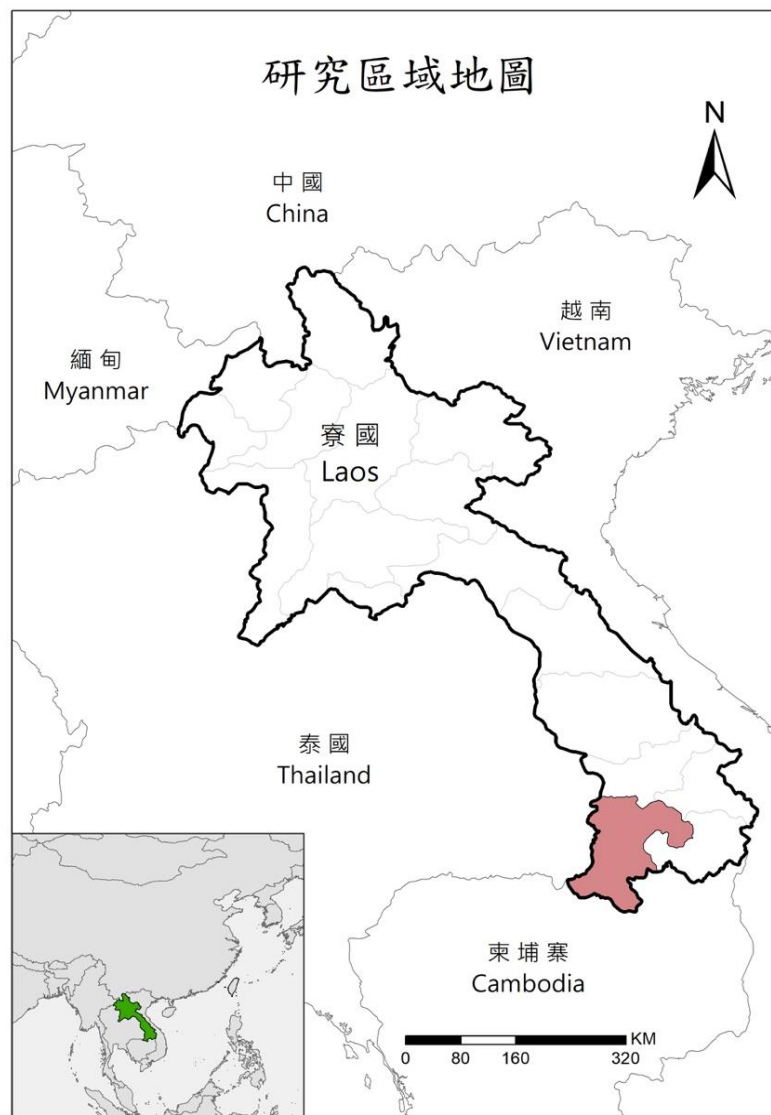 研究區域地圖
N
中國
China
越南
Vietnam
緬甸
Myanmar
寮國
Laos
泰國
Thailand
柬埔寨
Cambodia
KM
0 80 160 320